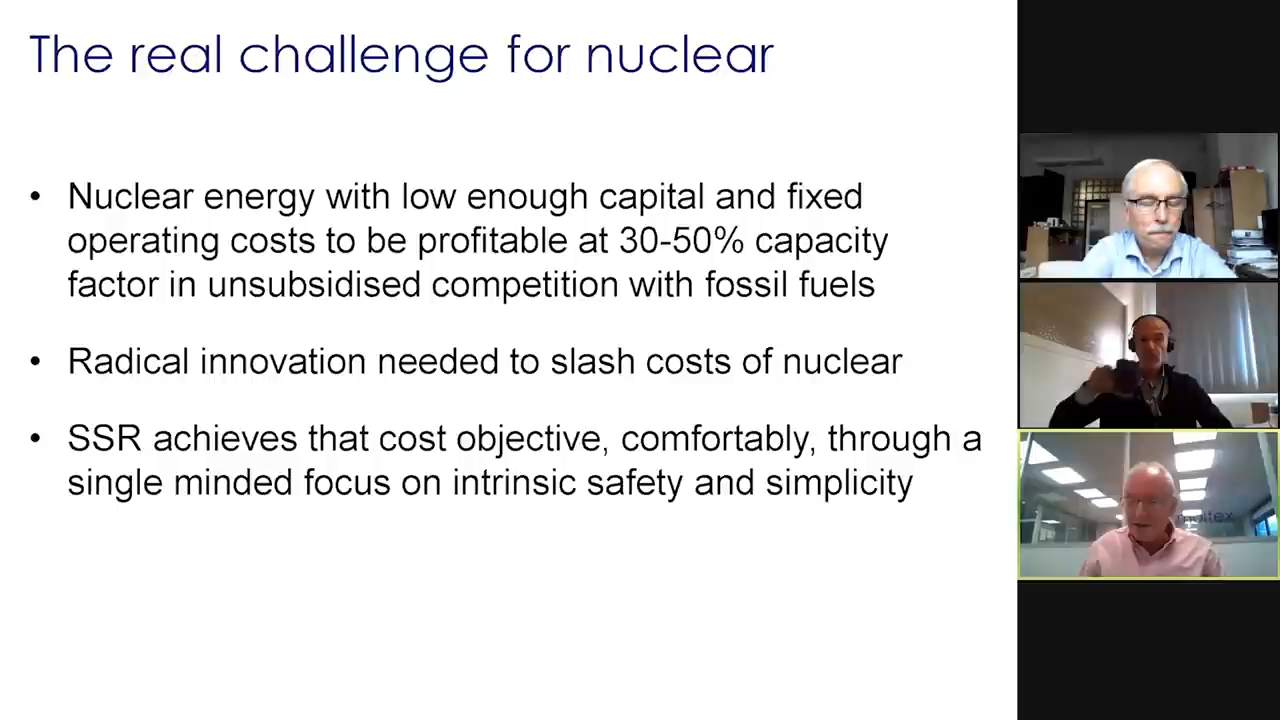 The real challenge for nuclear
• Nuclear energy with low enough capital and fixed
operating costs to be profitable at 30-50% capacity
factor in unsubsidised competition with fossil fuels
• Radical innovation needed to slash costs of nuclear
• SSR achieves that cost objective, comfortably, through a
single minded focus on intrinsic safety and simplicity
moltex